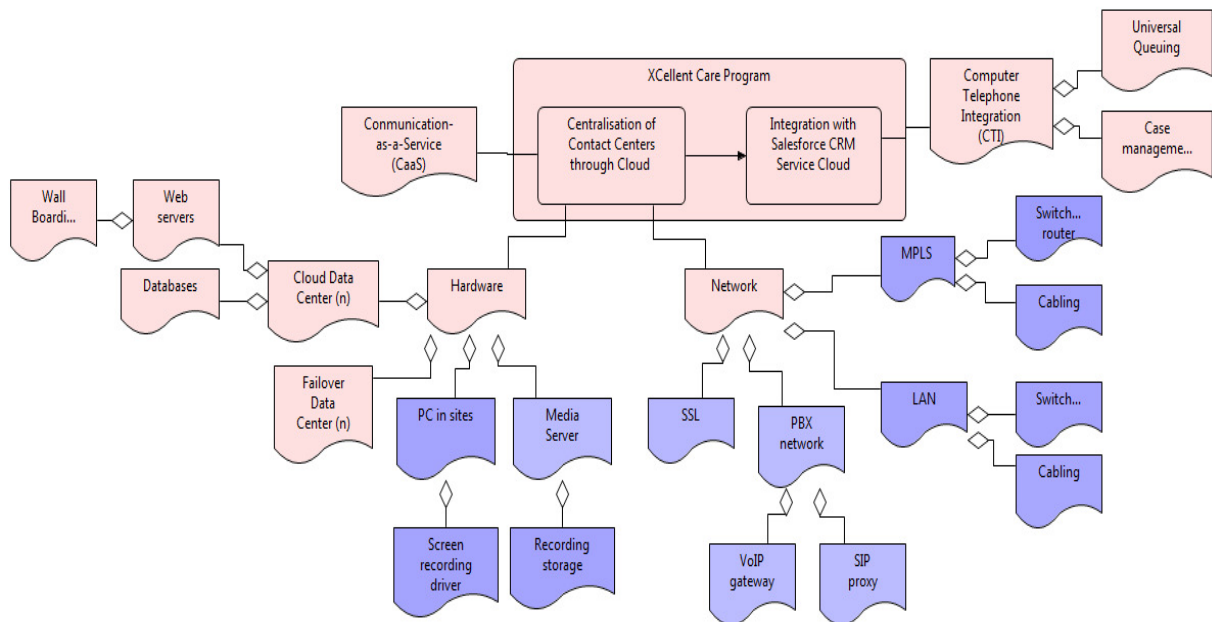 Universal
Queuing
XCellent Care Program
Computer
Telephone
Integration
(CTI)
Conmunication-
as-a-Service
(CaaS)
Centralisation of
Contact Centers
through Cloud
Integration with
Salesforce CRM
Service Cloud
Case
manageme...
Wall
Boardi...
Web
servers
Switch...
router
MPLS
Databases
Cloud Data
Center (n)
Hardware
Network
Cabling
Failover
Data
Center (n)
PC in sites
Media
Server
SSL
PBX
network
LAN
Switch...
Cabling
Screen
recording
driver
Recording
storage
VoIP
gateway
SIP
proxy